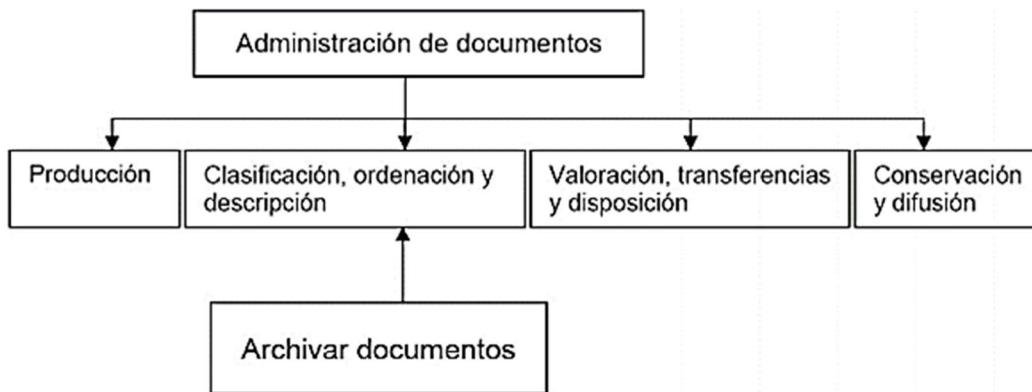 Administración de documentos
Producción
Clasificación, ordenación y
descripción
Valoración, transferencias
y disposición
Conservación
y difusión
Archivar documentos